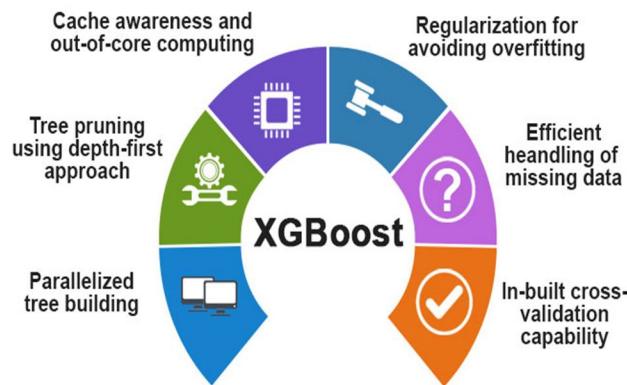 Cache awareness and
out-of-core computing
Regularization for
avoiding overfitting
Tree pruning
using depth-first
approach
Efficient
heandling of
missing data
XGBoost
Parallelized
tree building
In-built cross-
validation
capability